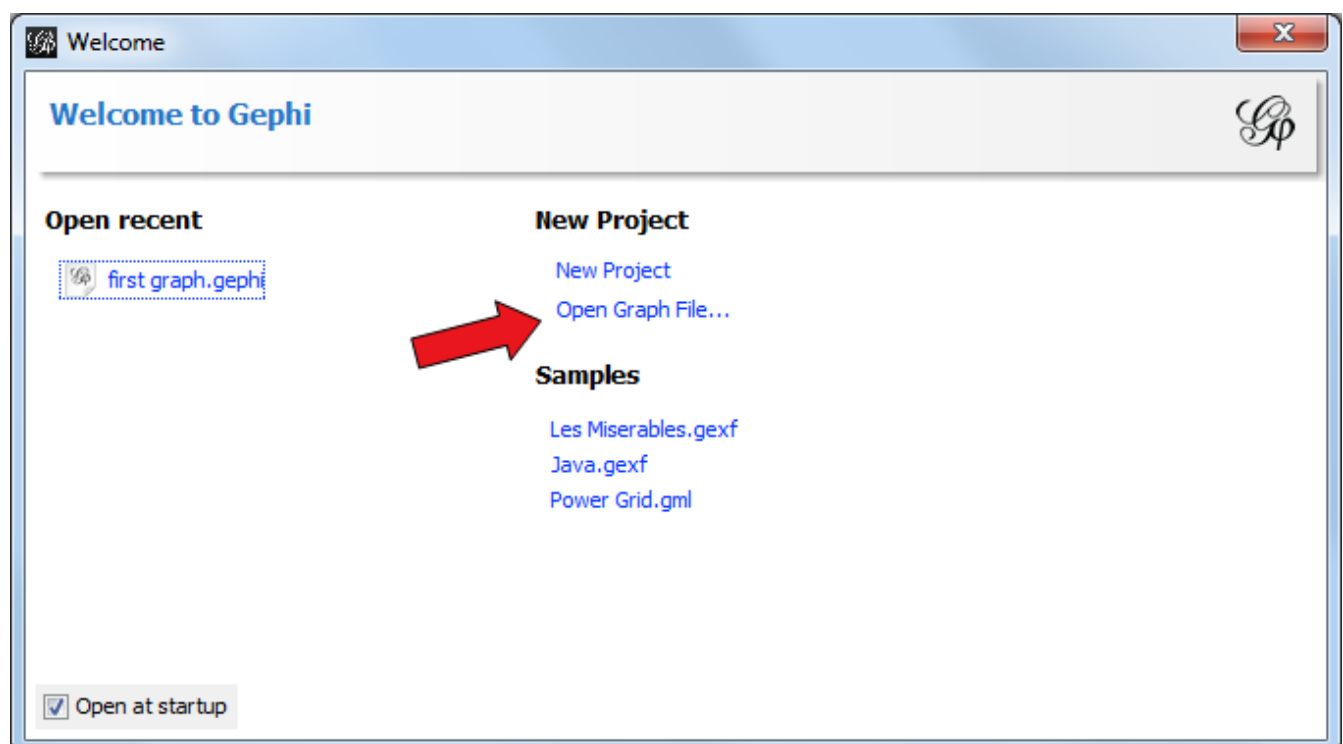 Welcome
Welcome to Gephi
Open recent
first graph.gephi
New Project
New Project
Open Graph File...
Samples
Les Miserables.gexf
Java.gexf
Power Grid.gml
Open at startup